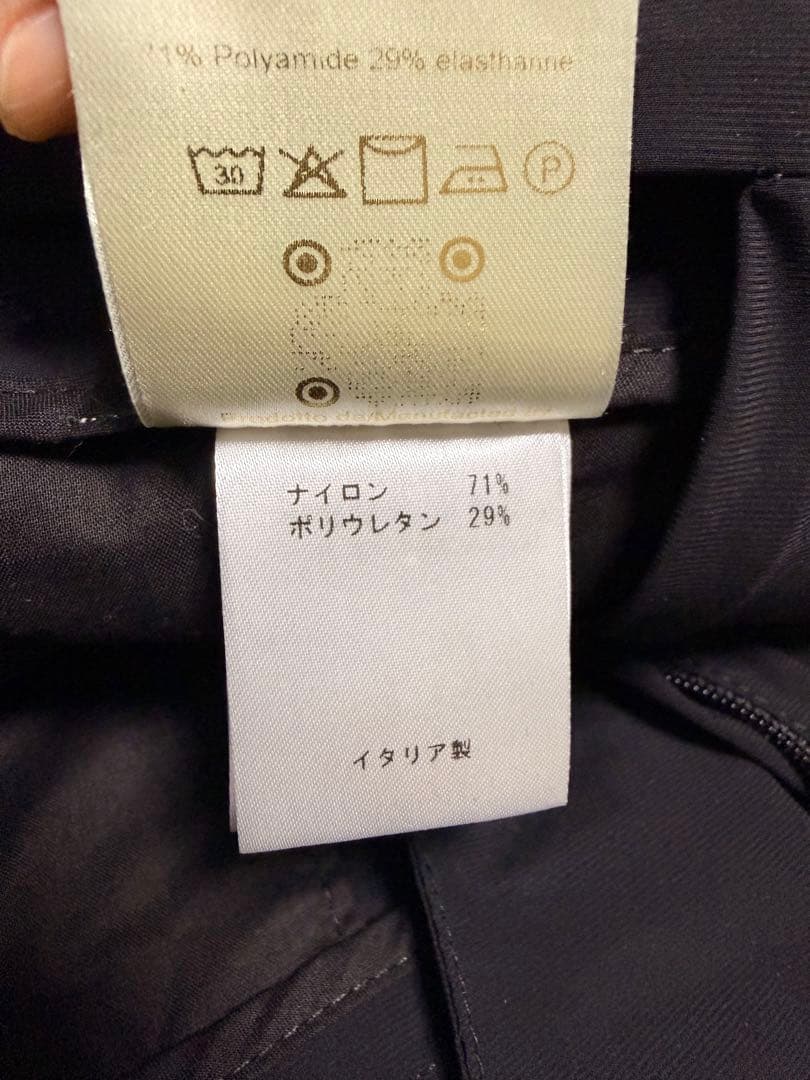 71% Polyamide 29% elasthanne
30 A P
ナイロン 71%
ポリウレタン 29%
イタリア製